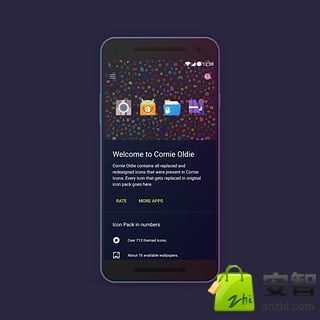 12:30
Welcome to Cornie Oldie
Cornie Oldie contains all replaced and
redesigned icons that were present in Cornie
Icons. Every icon that gets replaced in original
icon pack goes here.
RATE MORE APPS
Icon Pack in numbers
Over 713 themed icons.
About 76 available wallpapers.
zhi
安智
anzhi.com